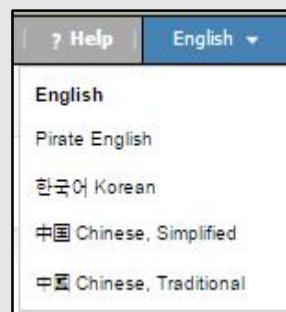 ? Help English
English
Pirate English
한국어 Korean
中国 Chinese, Simplified
中國 Chinese, Traditional